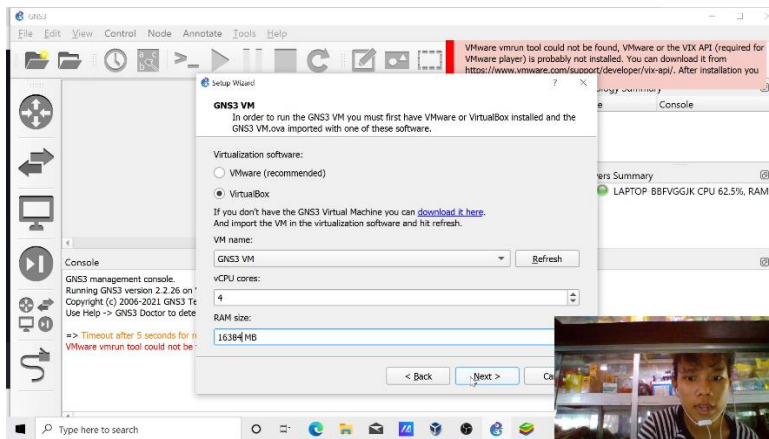 GNS3
File Edit View Control Node Annotate Tools Help
VMware vmrun tool could not be found, VMware or the VIX API (required for
VMware player) is probably not installed. You can download it from
https://www.vmware.com/support/developer/vix-api/. After installation you
Setup Wizard
GNS3 VM
In order to run the GNS3 VM you must first have VMware or VirtualBox installed and the
GNS3 VM.ova imported with one of these software.
Console
Virtualization software:
VMware (recommended)
VirtualBox
ers Summary
LAPTOP BBFVGGJK CPU 62.5%, RAM
If you don't have the GNS3 Virtual Machine you can download it here.
And import the VM in the virtualization software and hit refresh.
VM name:
GNS3 VM
Refresh
vCPU cores:
4
RAM size:
16384 MB
< Back
Next >
Console
GNS3 management console.
Running GNS3 version 2.2.26 on
Copyright (c) 2006-2021 GNS3 Te
Use Help -> GNS3 Doctor to dete
=> Timeout after 5 seconds for
VMware vmrun tool could not be
Type here to search